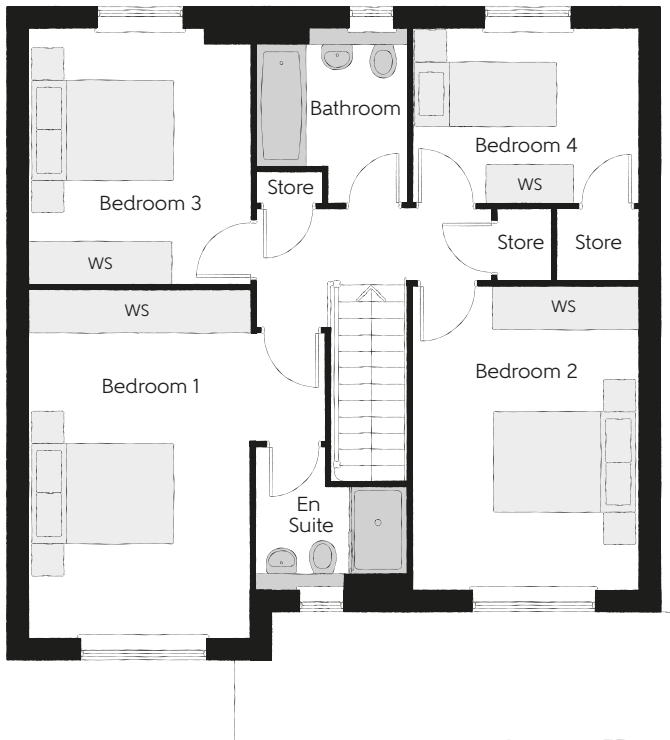 Bathroom
Bedroom 4
Store
WS
Bedroom 3
Store
Store
WS
WS
WS
Bedroom 2
Bedroom 1
En
Suite